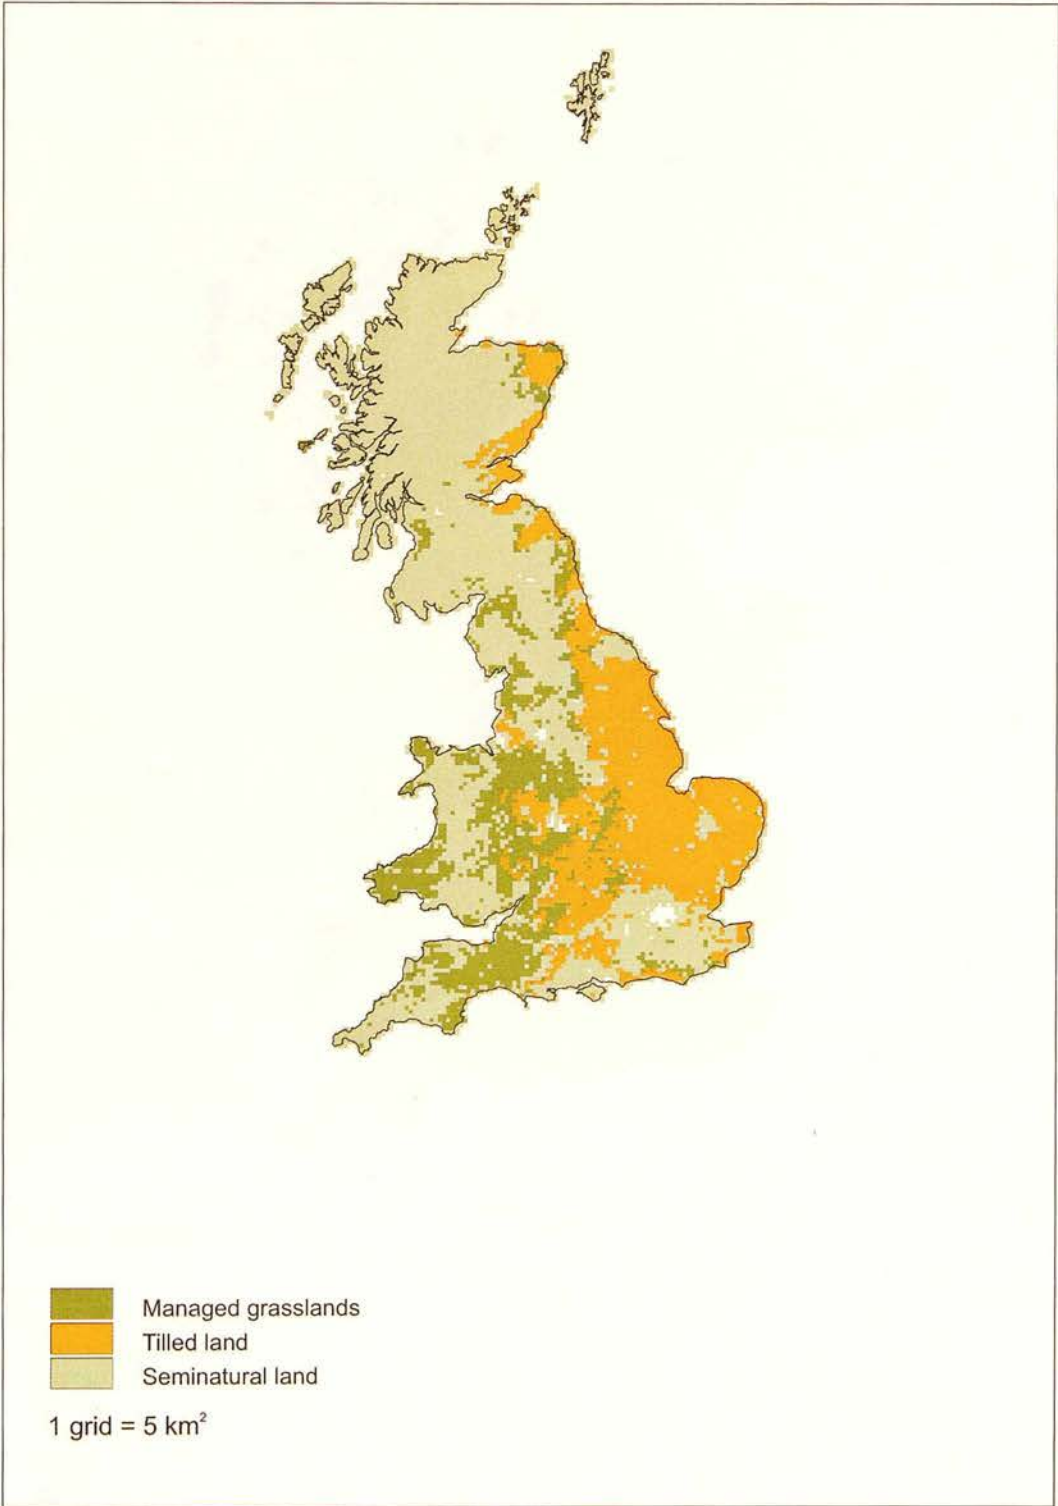 Managed grasslands
Tilled land
Seminatural land
1 grid = 5 km²